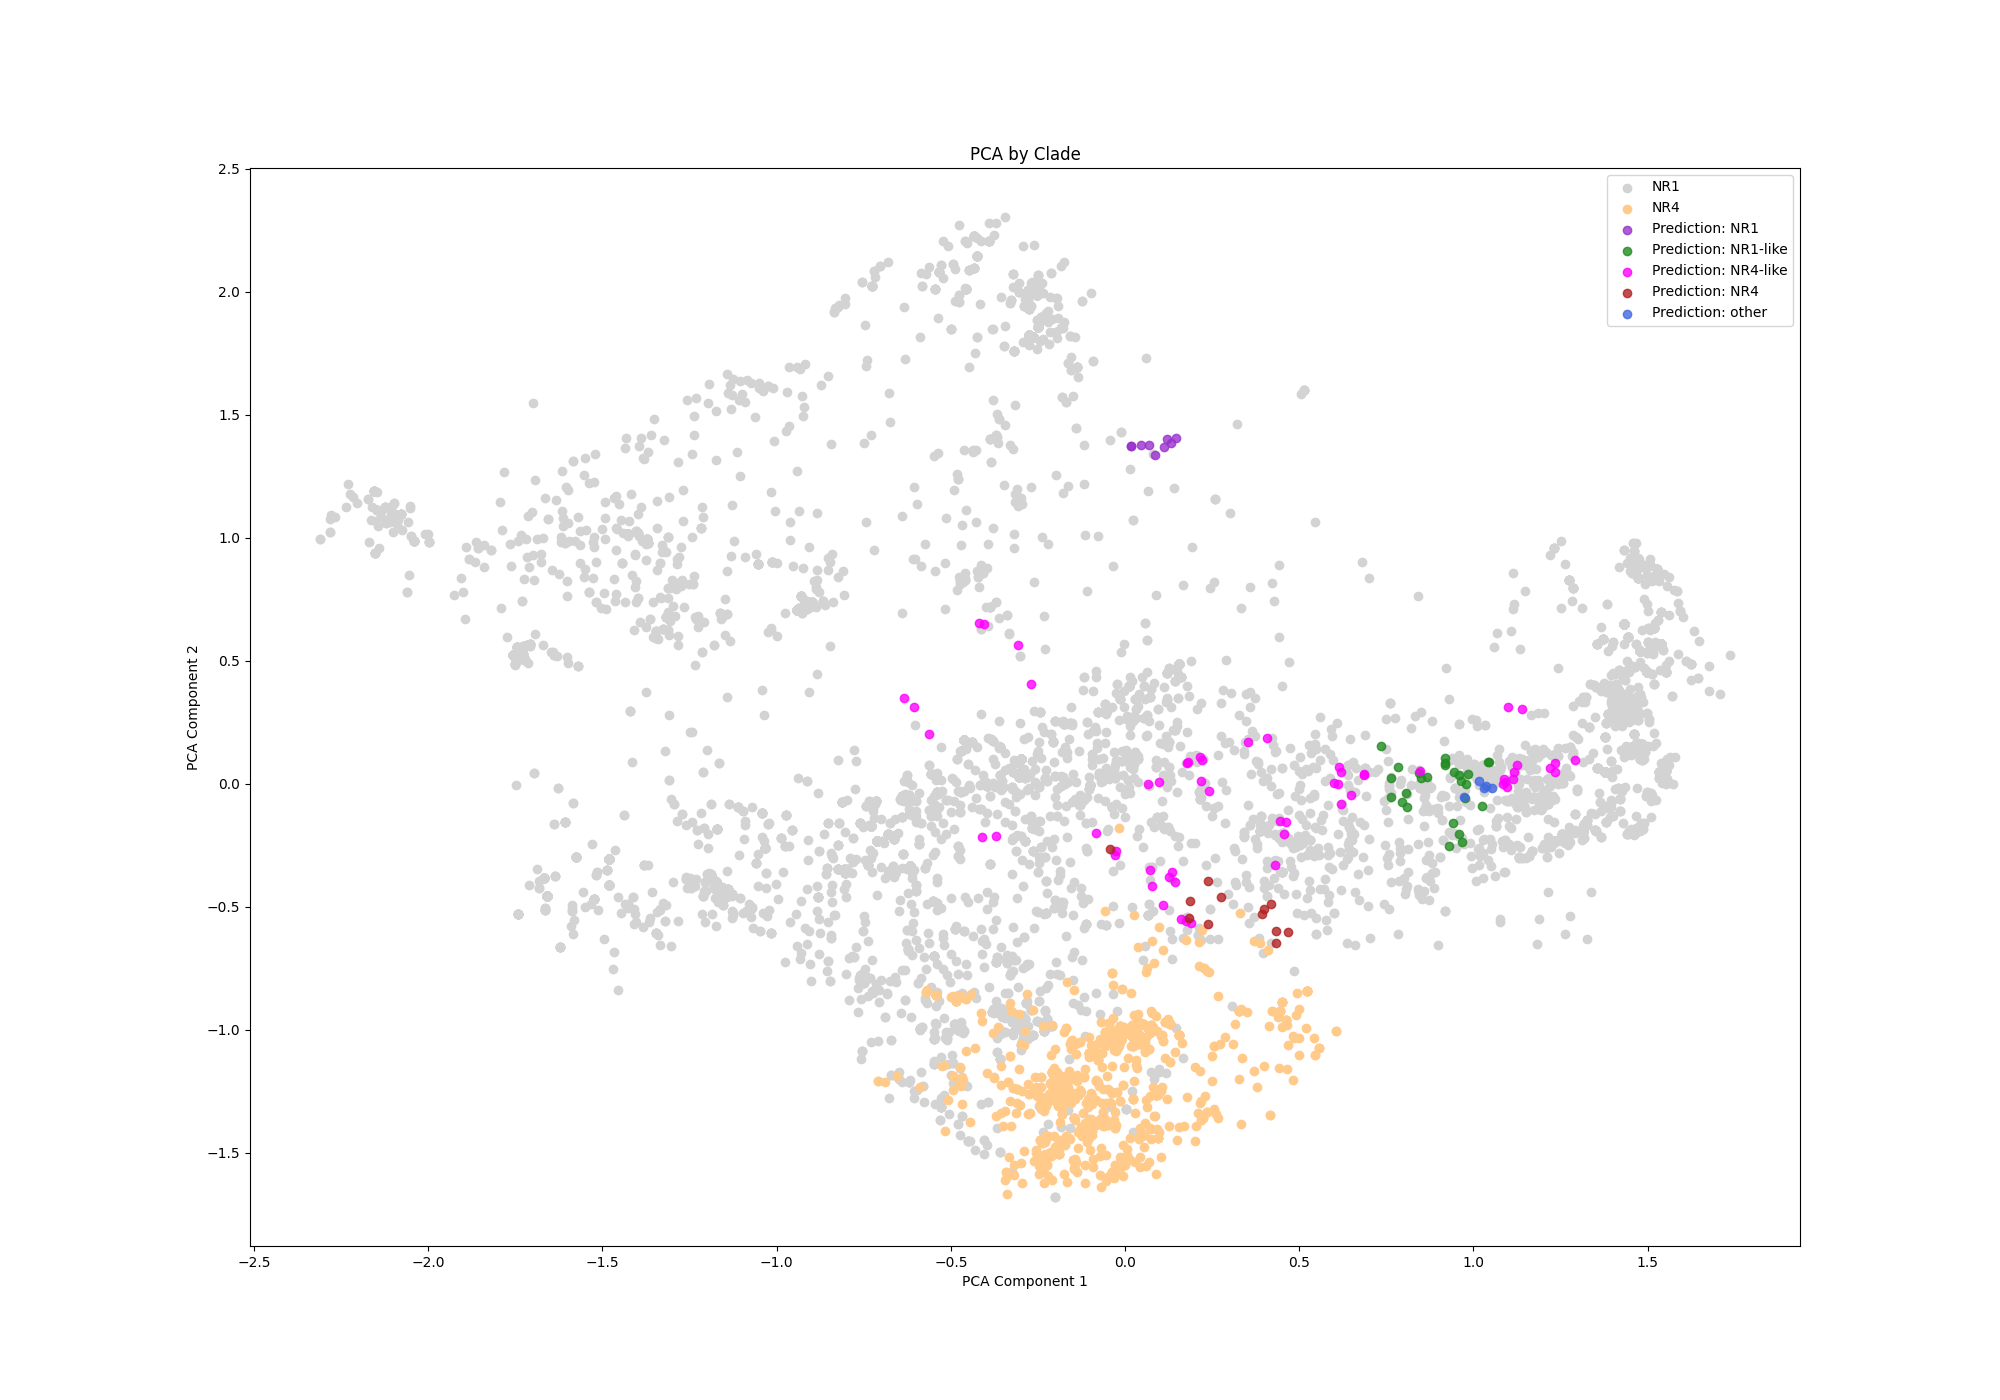 PCA by Clade
NR1
NR4
Prediction: NR1
Prediction: NR1-like
Prediction: NR4-like
Prediction: NR4
Prediction: other
PCA Component 2
2.5
2.0
1.5
1.0
0.5
0.0
−0.5
−1.0
−1.5
−2.5 −2.0 −1.5 −1.0 −0.5 0.0 0.5 1.0 1.5
PCA Component 1